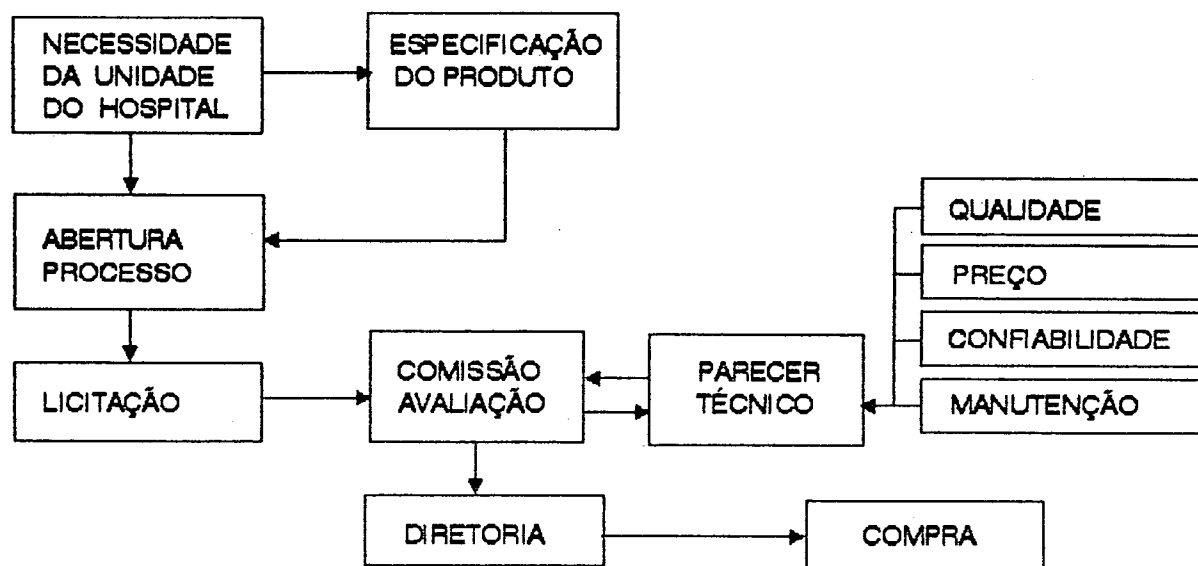 NECESSIDADE
DA UNIDADE
DO HOSPITAL
ESPECIFICAÇÃO
DO PRODUTO
ABERTURA
PROCESSO
LICITAÇÃO
COMISSÃO
AVALIAÇÃO
PARECER
TÉCNICO
QUALIDADE
PREÇO
CONFIABILIDADE
MANUTENÇÃO
DIRETORIA
COMPRA